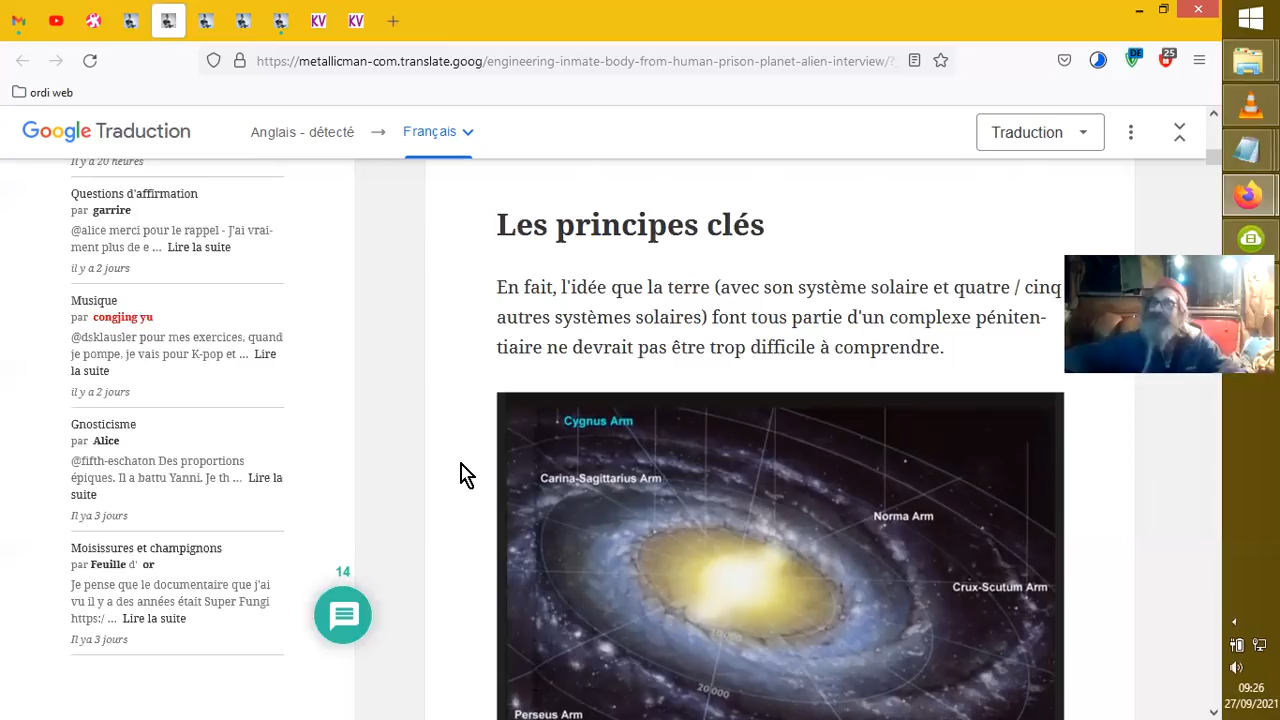 KV
KV
DE
25
https://metallicman-com.translate.goog/engineering-inmate-body-from-human-prison-planet-alien-interview/?_
ordi web
Google Traduction
Anglais - détecté
Français
Traduction
Il y a 20 heures
Questions d'affirmation
par garrire
@alice merci pour le rappel - J'ai vrai-
ment plus de e ... Lire la suite
il y a 2 jours
Musique
par congjing yu
@dsklausler pour mes exercices, quand
je pompe, je vais pour K-pop et ... Lire
la suite
il y a 2 jours
Gnosticisme
par Alice
@fifth-eschaton Des proportions
épiques. Il a battu Yanni. Je th ... Lire la
suite
Il y a 3 jours
Moisissures et champignons
par Feuille d' or
Je pense que le documentaire que j'ai
vu il y a des années était Super Fungi
https:/ ... Lire la suite
Il y a 3 jours
14
Les principes clés
En fait, l'idée que la terre (avec son système solaire et quatre / cinq
autres systèmes solaires) font tous partie d'un complexe péniten-
tiaire ne devrait pas être trop difficile à comprendre.
Cygnus Arm
Carina-Sagittarius Arm
Norma Arm
Crux-Scutum Arm
10 000
20 000
Perseus Arm
09:26
27/09/2021